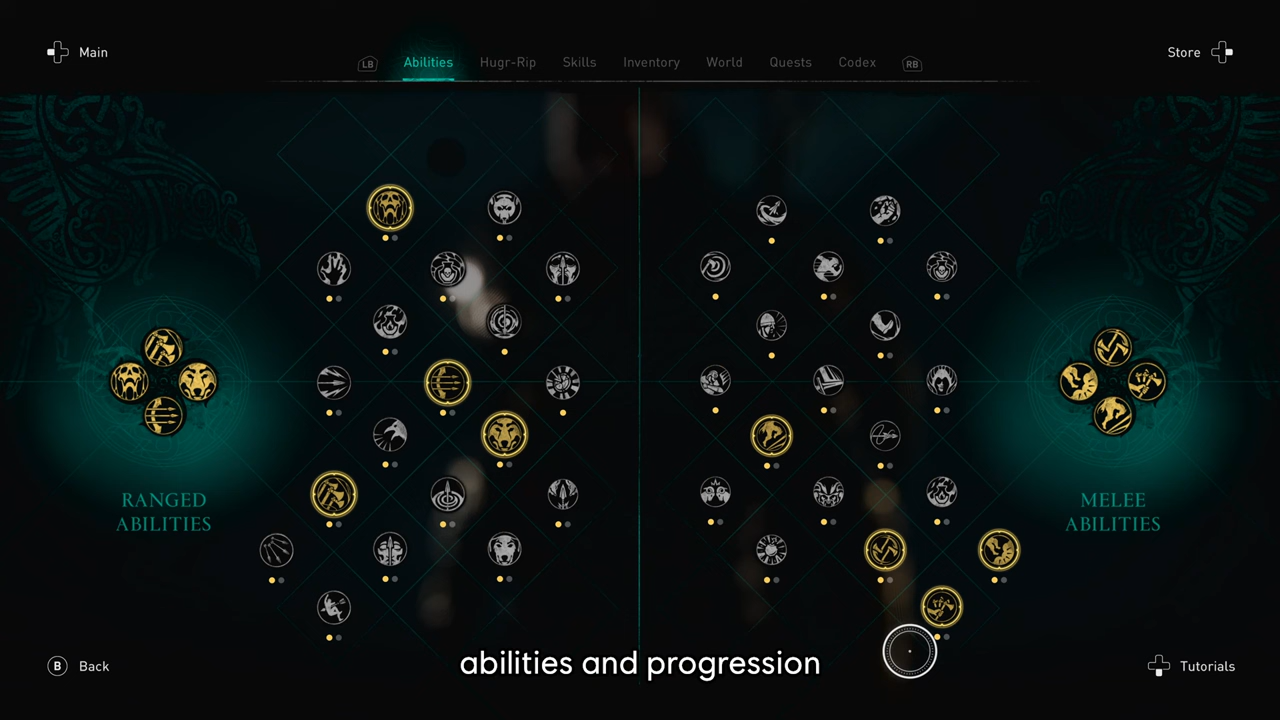 Main
Store
LB Abilities Hugr-Rip Skills Inventory World Quests Codex RB
RANGED
ABILITIES
MELEE
ABILITIES
abilities and progression
B Back
Tutorials